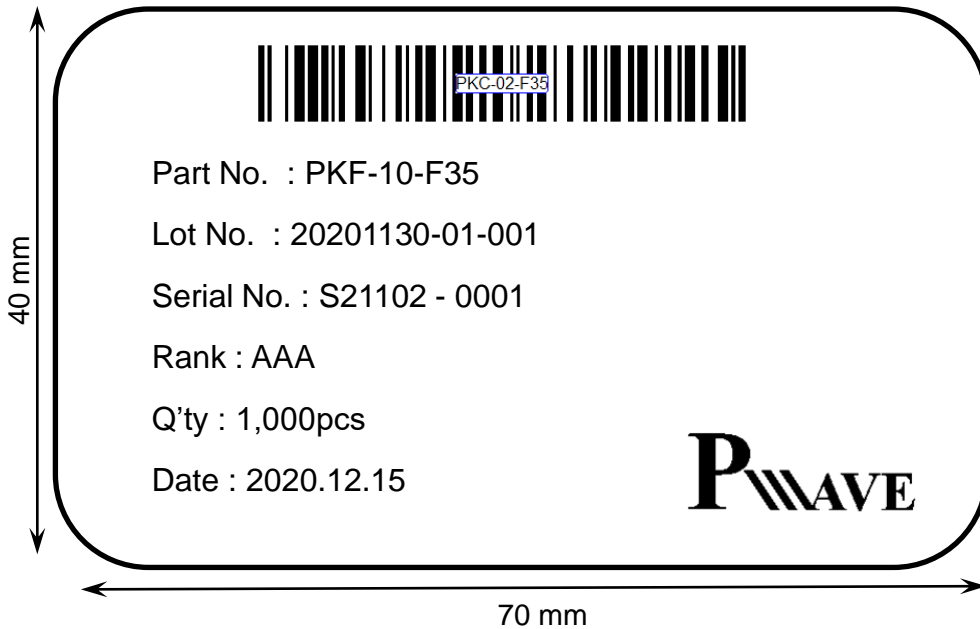 PKC-02-F35
Part No. : PKF-10-F35
Lot No. : 20201130-01-001
Serial No. : S21102 - 0001
Rank : AAA
Q’ty : 1,000pcs
Date : 2020.12.15
PWAVE
40 mm
70 mm